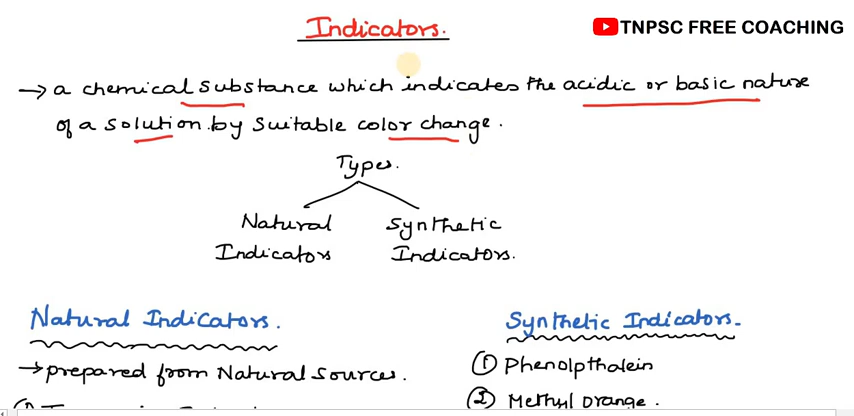 Indicators.
TNPSC FREE COACHING
→ a chemical substance which indicates the acidic or basic nature
of a solution by suitable color change.
Types.
Natural Indicators
Synthetic Indicators.
Natural Indicators.
→ prepared from Natural Sources.
Synthetic Indicators.
① Phenolpthalein
② Methyl orange.